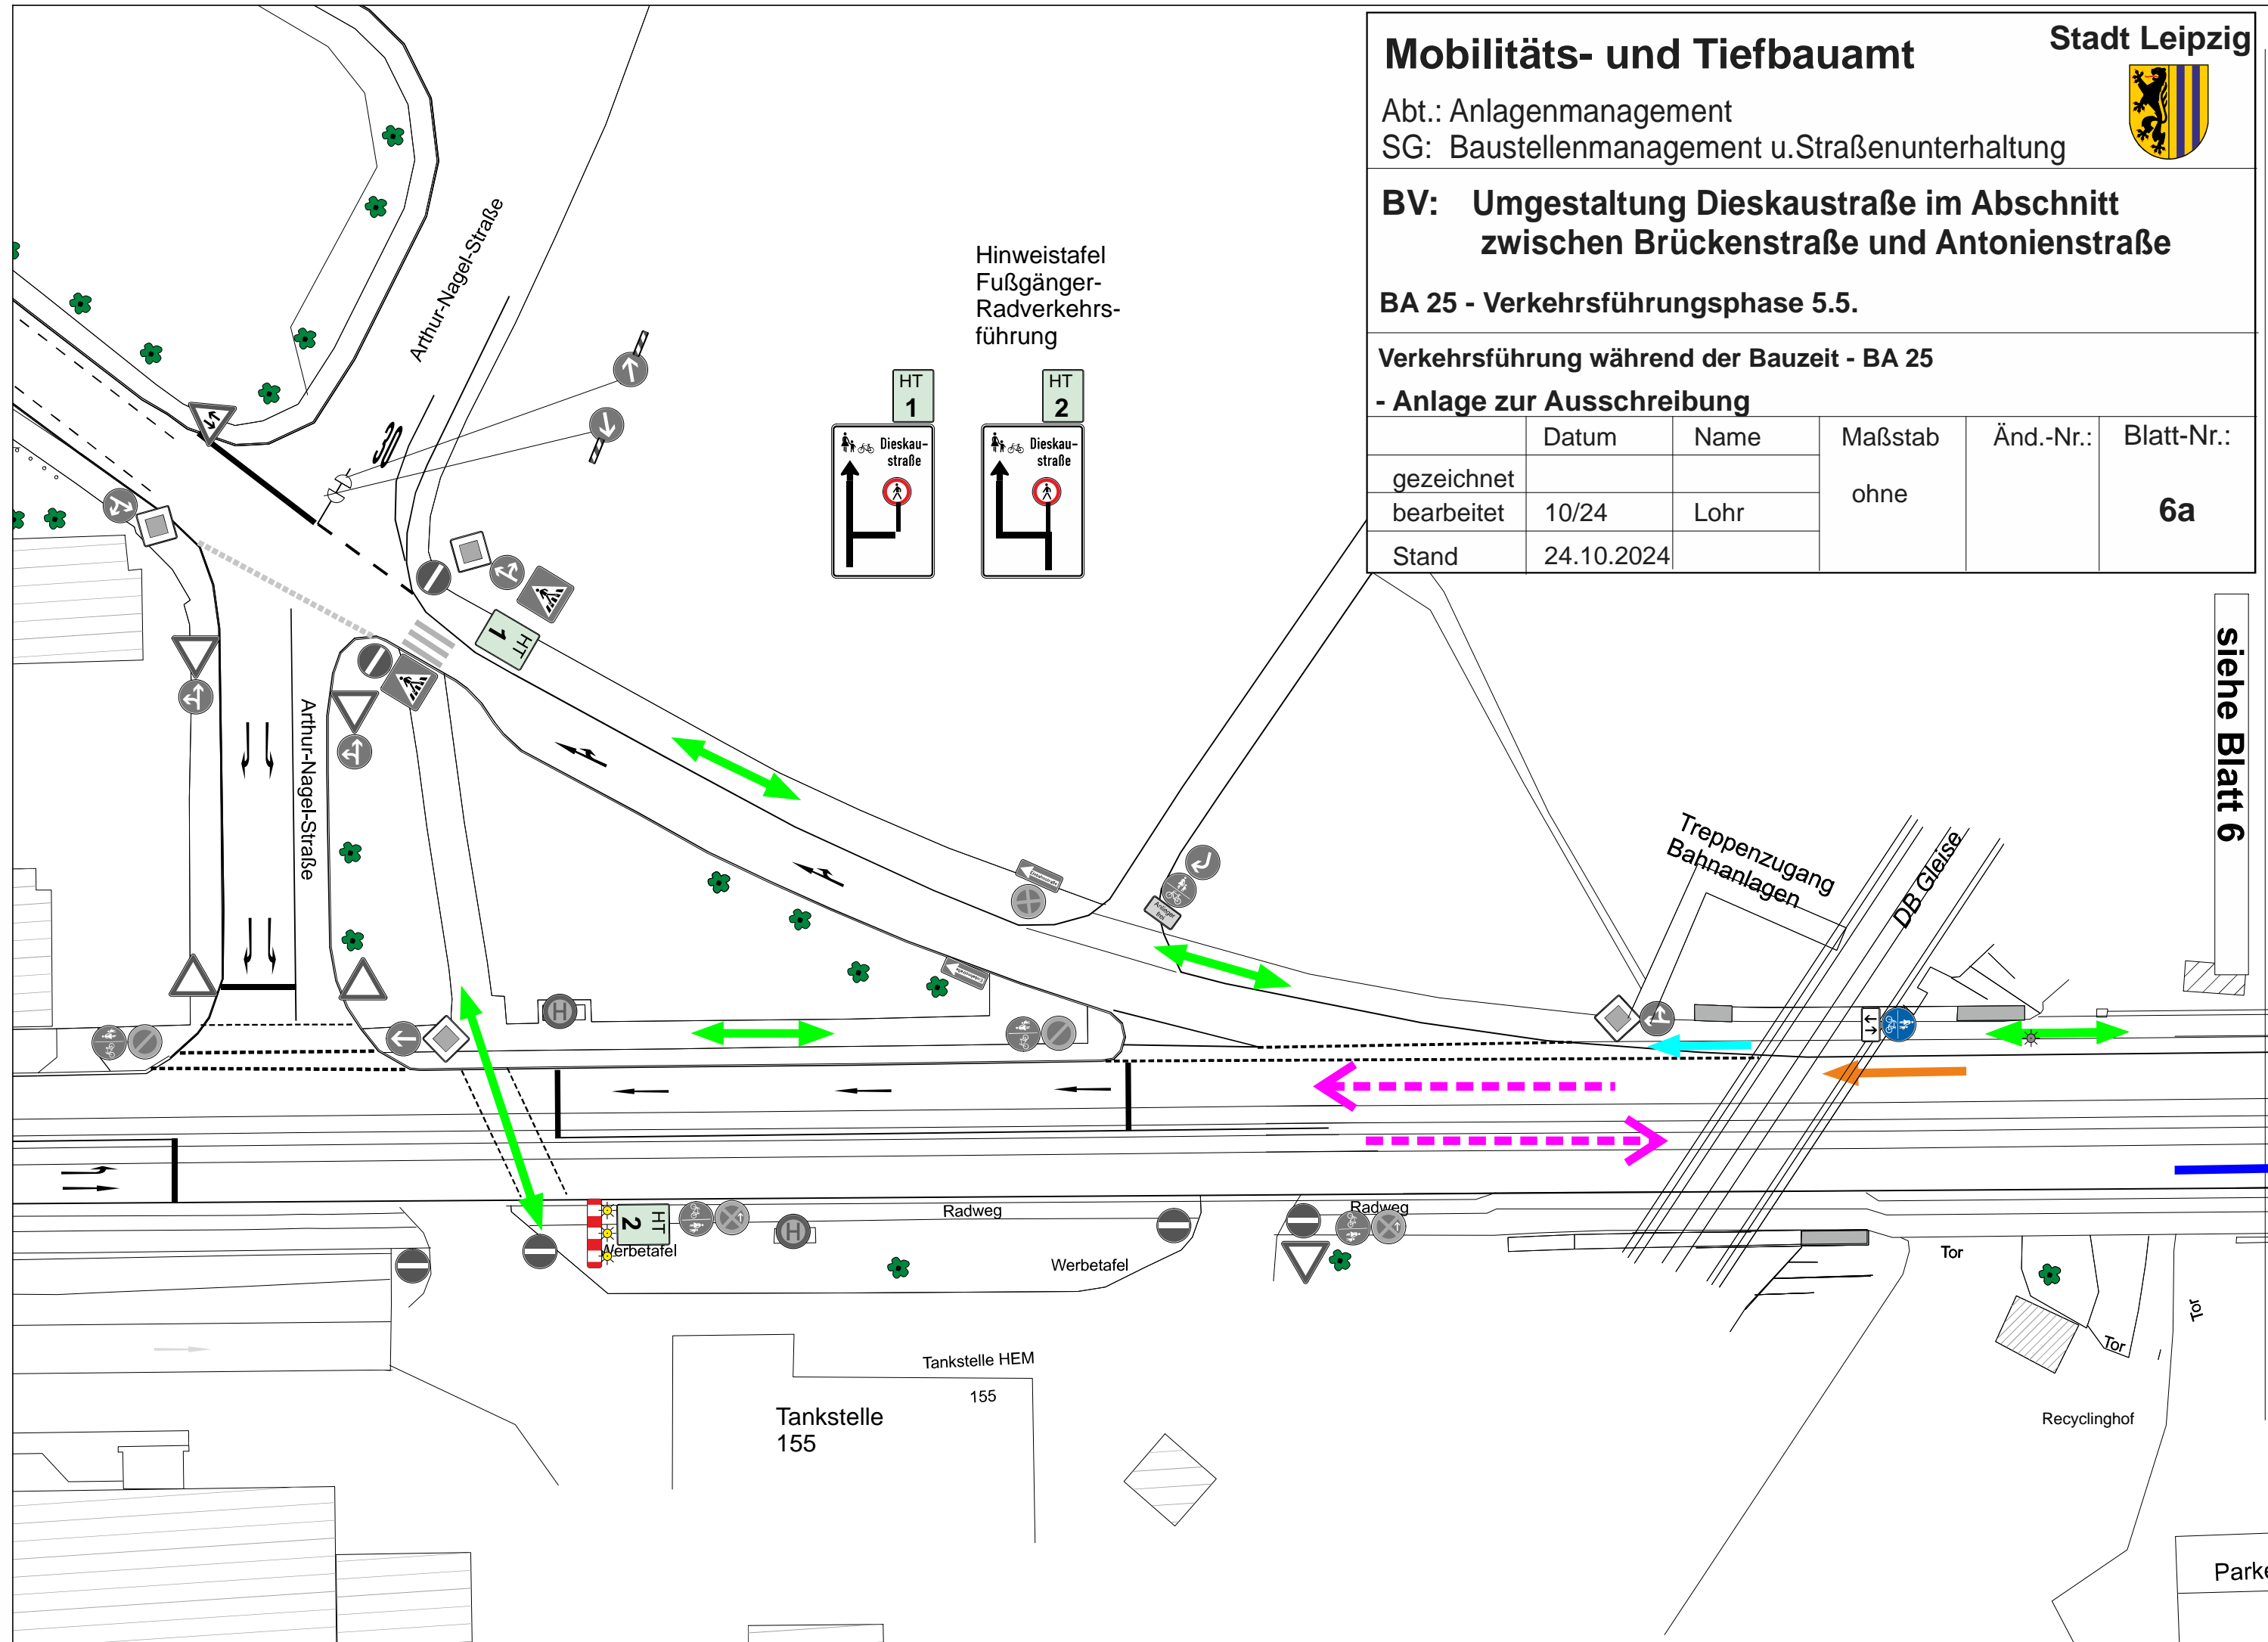 Mobilitäts- und Tiefbauamt
Stadt Leipzig
Abt.: Anlagenmanagement
SG: Baustellenmanagement u.Straßenunterhaltung
BV: Umgestaltung Dieskaustraße im Abschnitt
zwischen Brückenstraße und Antonienstraße
BA 25 - Verkehrsführungsphase 5.5.
Verkehrsführung während der Bauzeit - BA 25
- Anlage zur Ausschreibung
Datum Name Maßstab Änd.-Nr.: Blatt-Nr.:
gezeichnet
bearbeitet 10/24 Lohr ohne 6a
Stand 24.10.2024
siehe Blatt 6
Hinweistafel
Fußgänger-
Radverkehrs-
führung
HT
1
Dieskau-
straße
HT
2
Dieskau-
straße
Arthur-Nagel-Straße
30
HT
1
Arthur-Nagel-Straße
Anlieger
frei
Treppenzugang
Bahnanlagen
DB Gleise
H
HT
2
H
Werbetafel
Radweg
Radweg
Werbetafel
Tor
Tor
Tor
Tankstelle HEM
155
Tankstelle
155
Recyclinghof
Parke